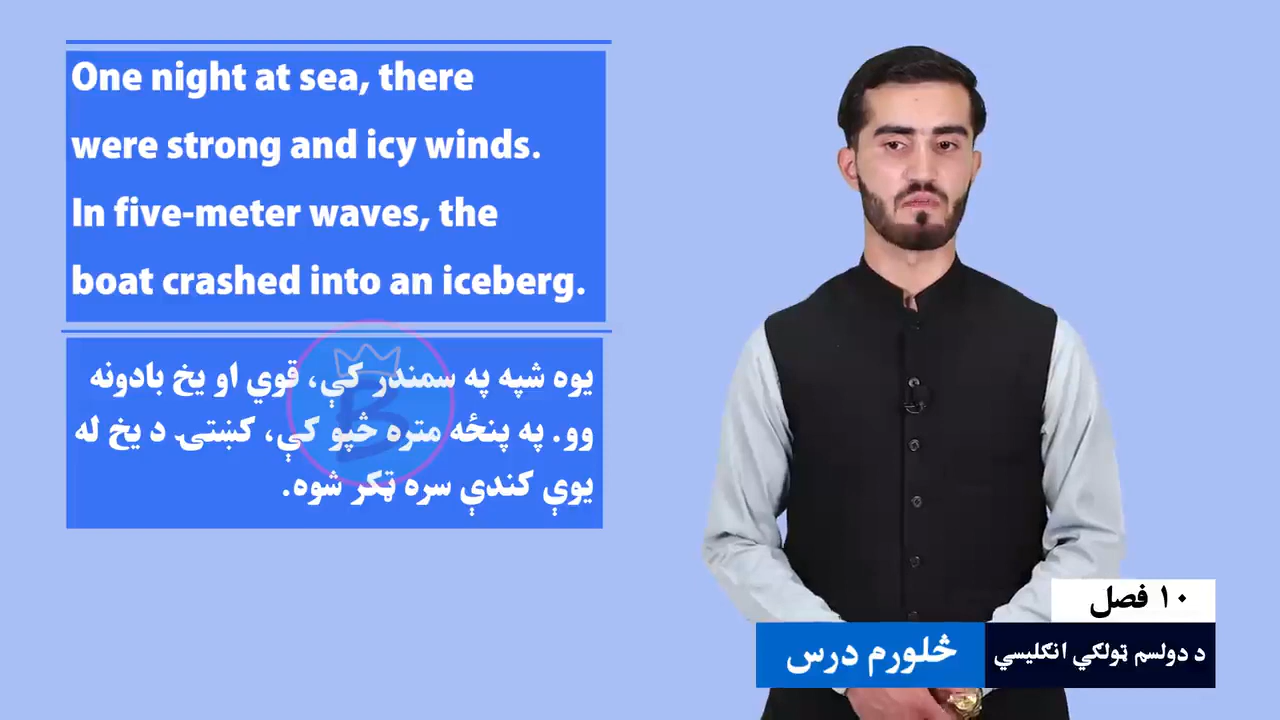 One night at sea, there
were strong and icy winds.
In five-meter waves, the
boat crashed into an iceberg.
یوه شپه په سمندر کې، قوي او یخ بادونه
وو. په پنځه متره څپو کې، کښتۍ د یخ له
یوې کندې سره ټکر شوه.
B
۱۰ فصل
د دولسم ټولګي انګلیسي
څلورم درس